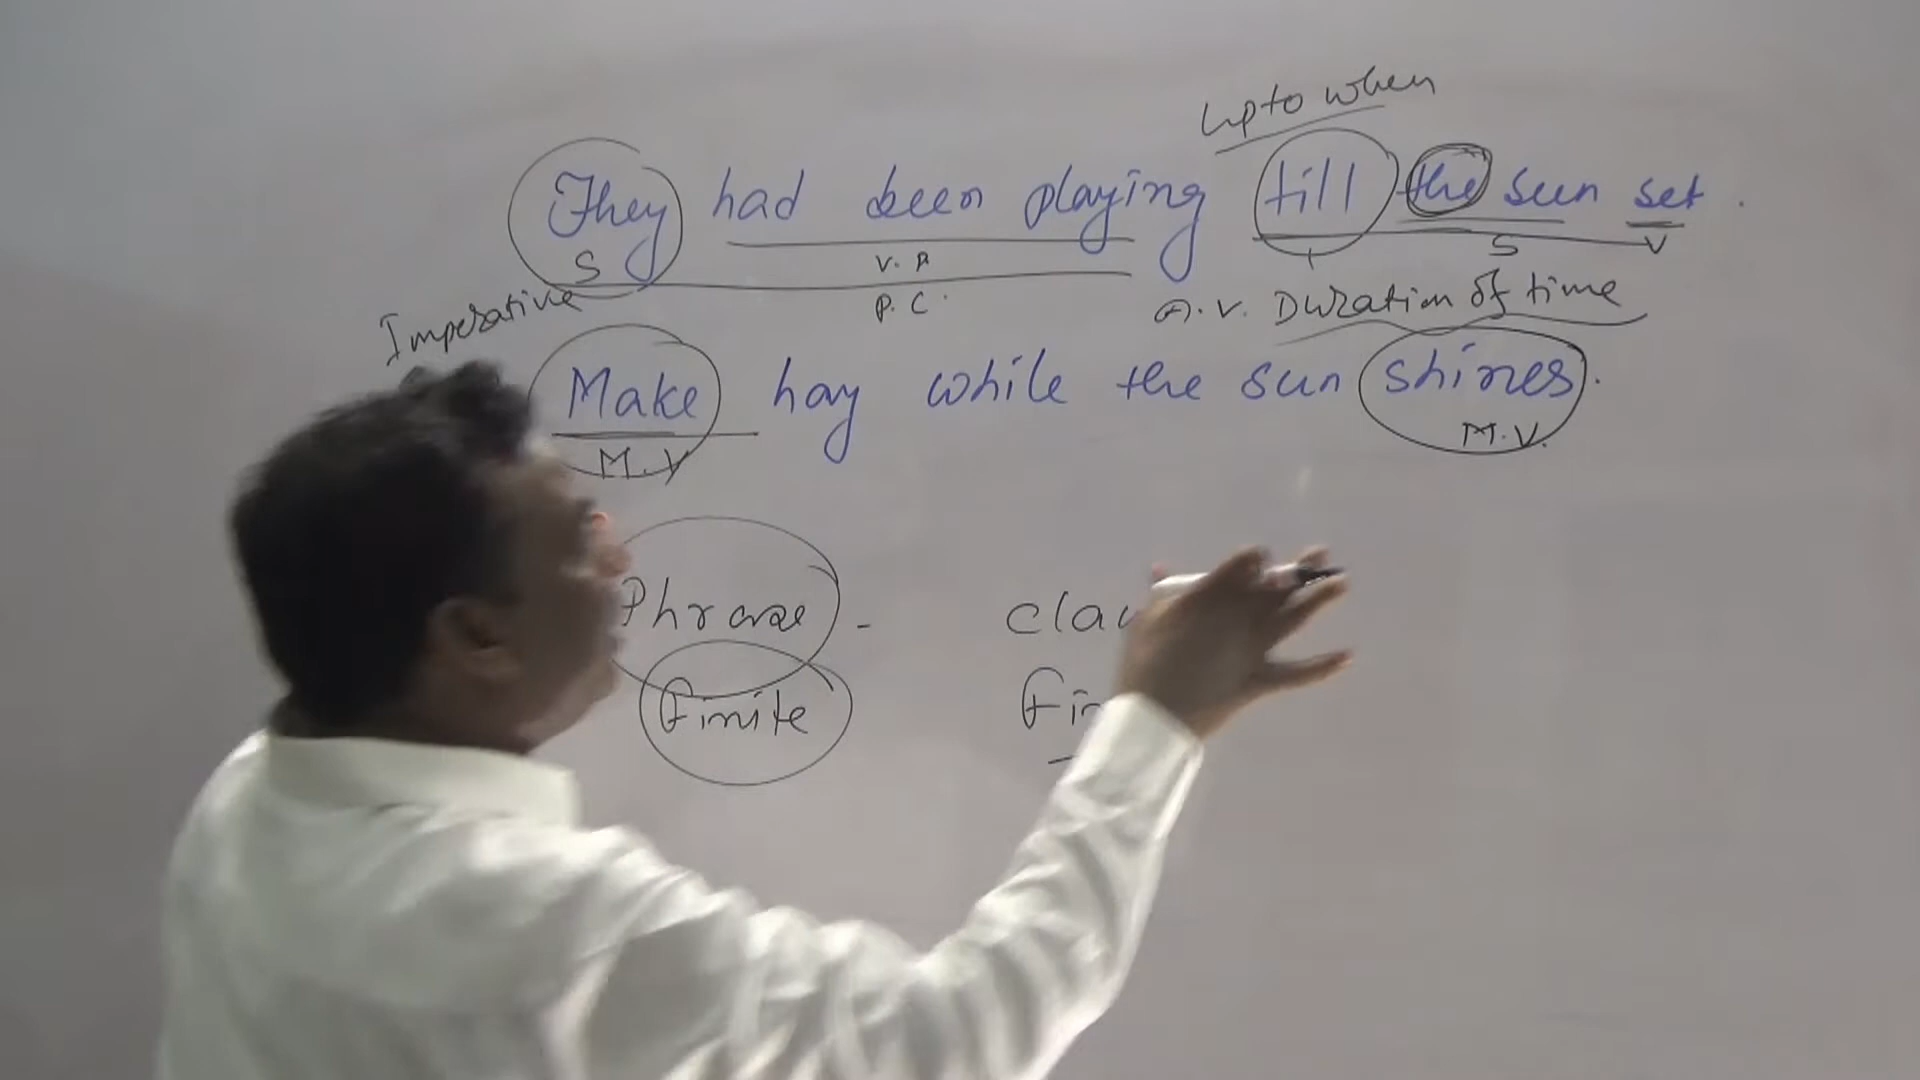 upto when
They had been playing till the sun set.
S V.P S V
P.C. A.V. Duration of time
Imperative
Make hay while the sun shines.
M.V M.V.
Phrase - clau
Finite Fin